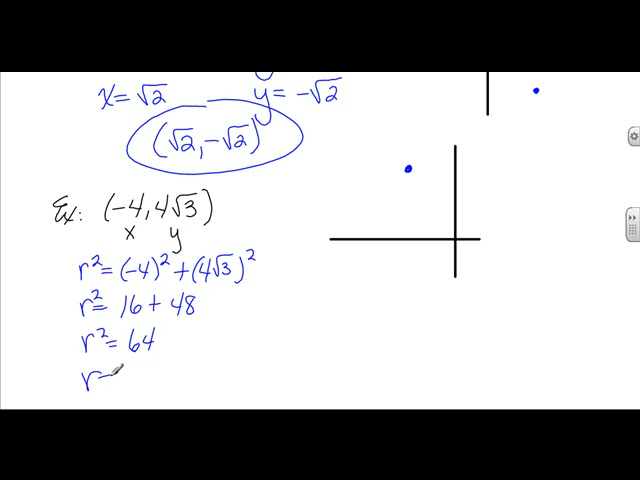 x = √2 y = -√2
(√2, -√2)
Ex: (-4, 4√3)
x y
r² = (-4)² + (4√3)²
r² = 16 + 48
r² = 64
r